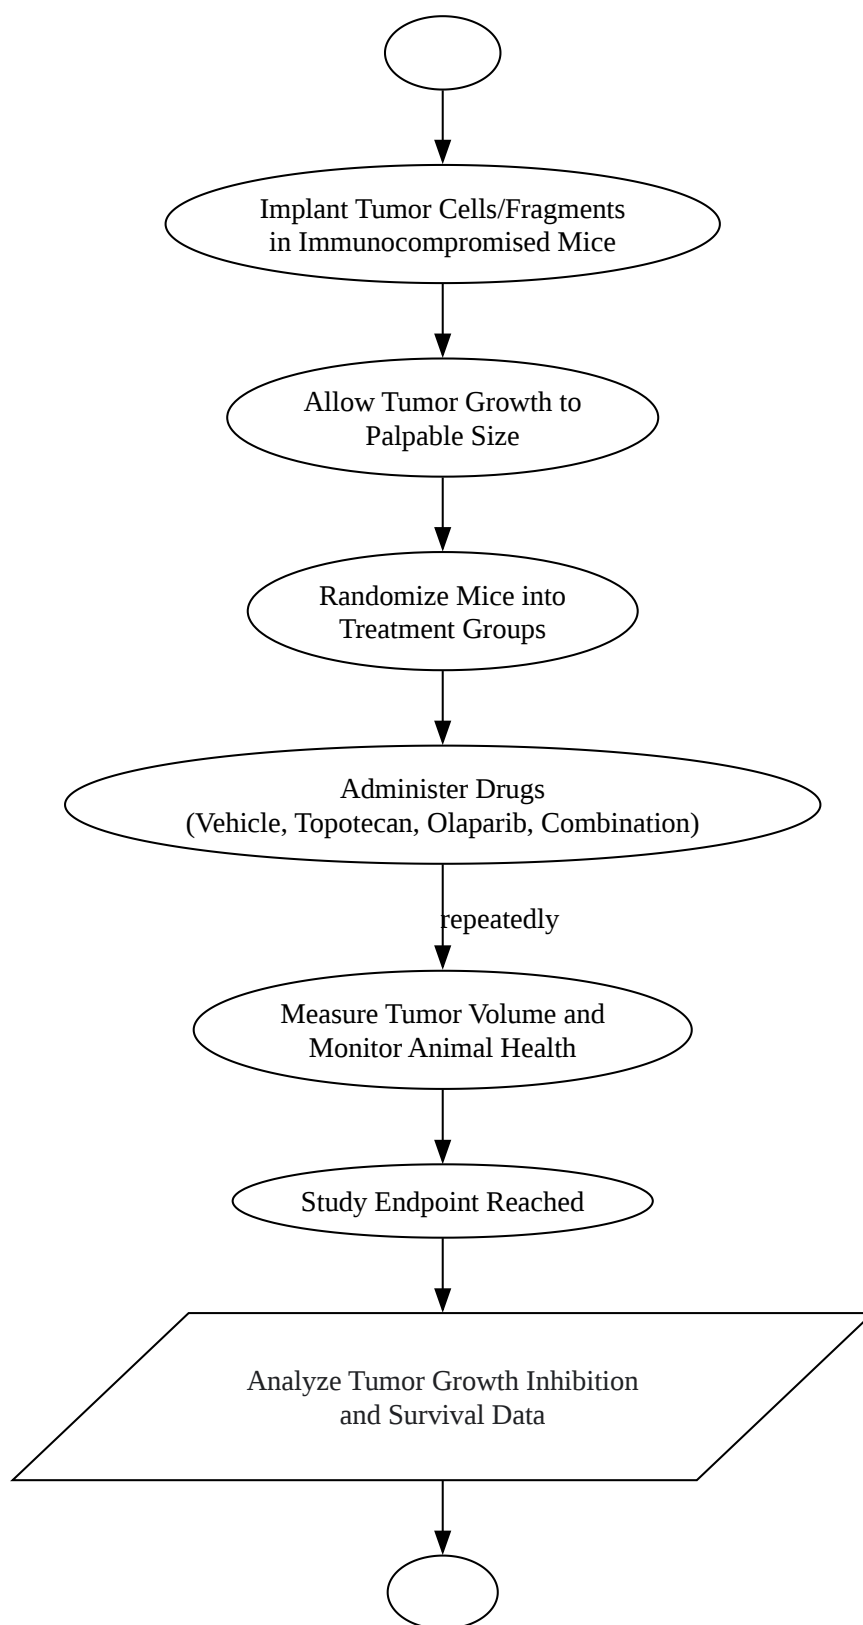 Implant Tumor Cells/Fragments
in Immunocompromised Mice
Allow Tumor Growth to
Palpable Size
Randomize Mice into
Treatment Groups
Administer Drugs
(Vehicle, Topotecan, Olaparib, Combination)
repeatedly
Measure Tumor Volume and
Monitor Animal Health
Study Endpoint Reached
Analyze Tumor Growth Inhibition
and Survival Data